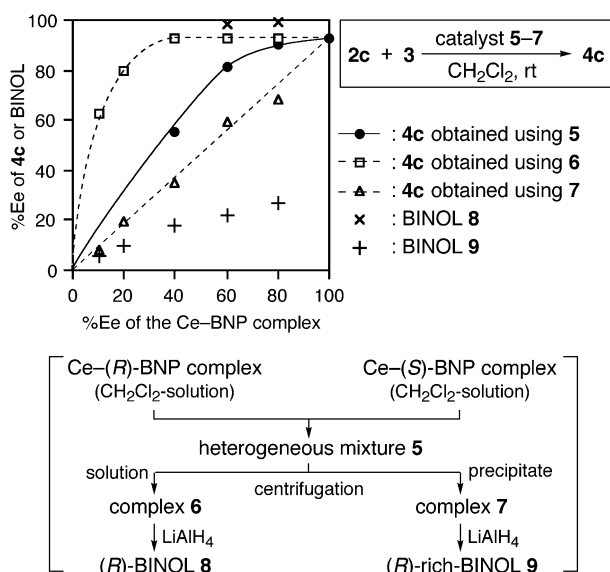 100
80
60
40
20
0
%Ee of 4c or BINOL
0 20 40 60 80 100
%Ee of the Ce–BNP complex
2c + 3 catalyst 5–7 4c
CH2Cl2, rt
: 4c obtained using 5
: 4c obtained using 6
: 4c obtained using 7
: BINOL 8
: BINOL 9
Ce–(R)-BNP complex Ce–(S)-BNP complex
(CH2Cl2-solution) (CH2Cl2-solution)
heterogeneous mixture 5
solution precipitate
centrifugation
complex 6 complex 7
LiAlH4 LiAlH4
(R)-BINOL 8 (R)-rich-BINOL 9